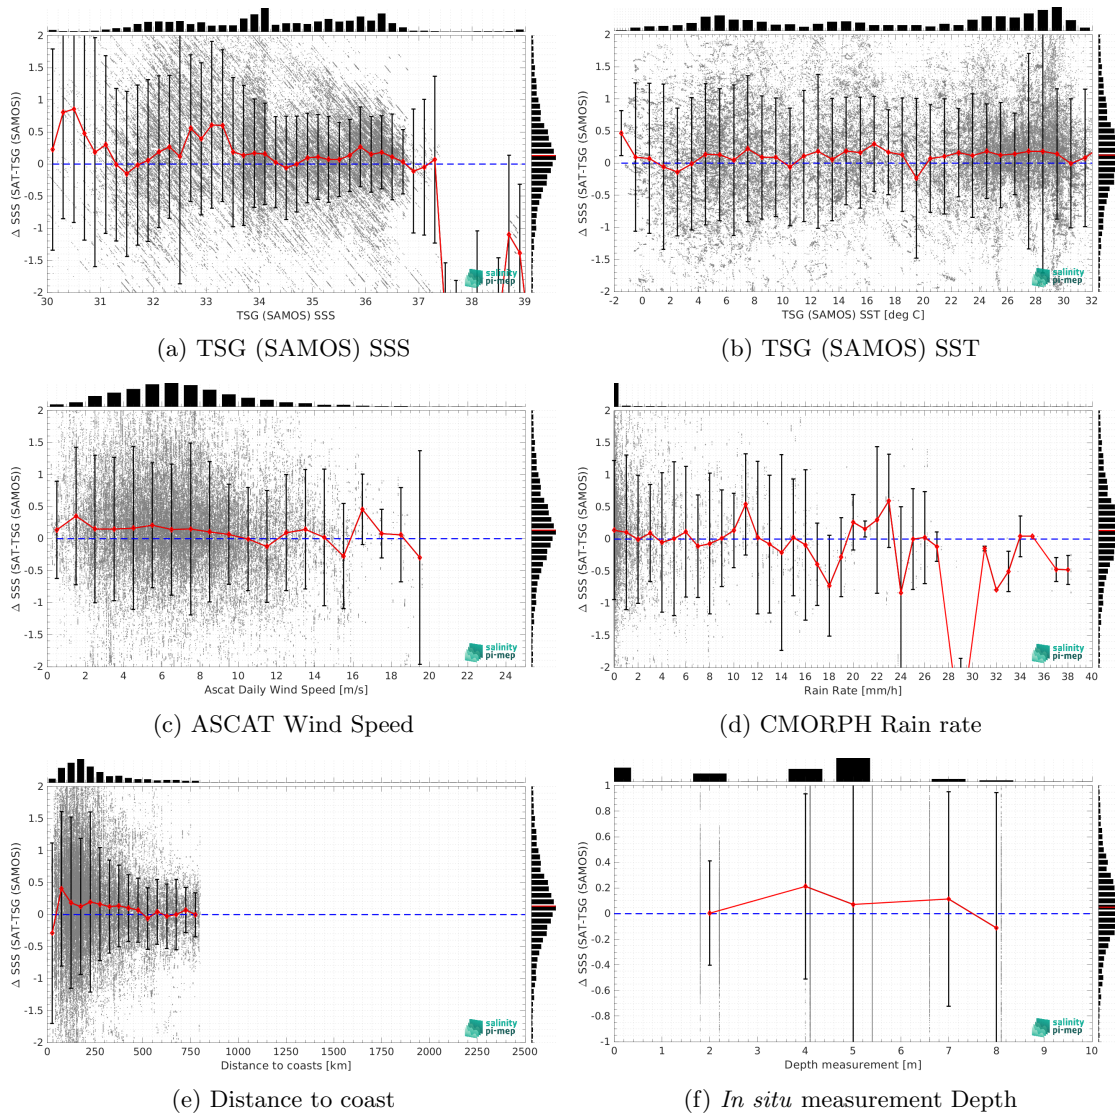 2
1.5
1
0.5
0
-0.5
-1
-1.5
-2
Δ SSS (SAT-TSG (SAMOS))
30 31 32 33 34 35 36 37 38 39
TSG (SAMOS) SSS
salinity
pi-mep
(a) TSG (SAMOS) SSS
2
1.5
1
0.5
0
-0.5
-1
-1.5
-2
Δ SSS (SAT-TSG (SAMOS))
-2 0 2 4 6 8 10 12 14 16 18 20 22 24 26 28 30 32
TSG (SAMOS) SST [deg C]
salinity
pi-mep
(b) TSG (SAMOS) SST
2
1.5
1
0.5
0
-0.5
-1
-1.5
-2
Δ SSS (SAT-TSG (SAMOS))
0 2 4 6 8 10 12 14 16 18 20 22 24
Ascat Daily Wind Speed [m/s]
salinity
pi-mep
(c) ASCAT Wind Speed
2
1.5
1
0.5
0
-0.5
-1
-1.5
-2
Δ SSS (SAT-TSG (SAMOS))
0 2 4 6 8 10 12 14 16 18 20 22 24 26 28 30 32 34 36 38 40
Rain Rate [mm/h]
salinity
pi-mep
(d) CMORPH Rain rate
2
1.5
1
0.5
0
-0.5
-1
-1.5
-2
Δ SSS (SAT-TSG (SAMOS))
0 250 500 750 1000 1250 1500 1750 2000 2250 2500
Distance to coasts [km]
salinity
pi-mep
(e) Distance to coast
1
0.8
0.6
0.4
0.2
0
-0.2
-0.4
-0.6
-0.8
-1
Δ SSS (SAT-TSG (SAMOS))
0 1 2 3 4 5 6 7 8 9 10
Depth measurement [m]
salinity
pi-mep
(f) In situ measurement Depth